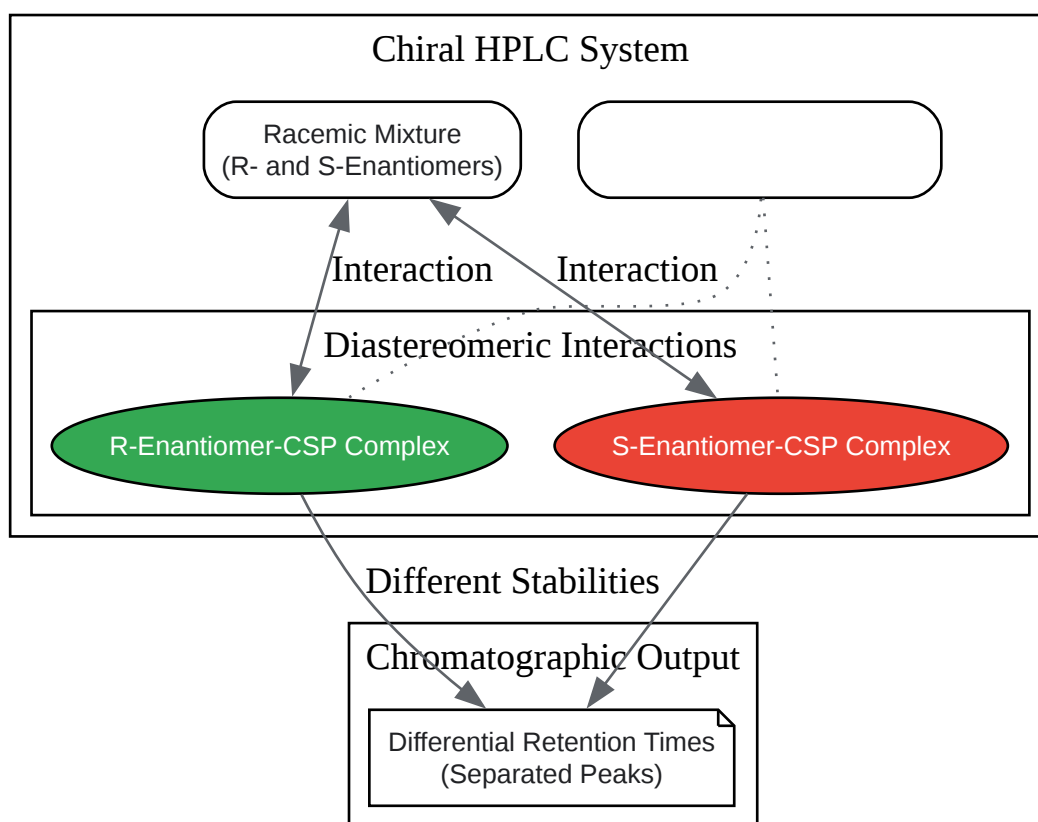 Chiral HPLC System
Racemic Mixture
(R- and S-Enantiomers)
Interaction
Interaction
Diastereomeric Interactions
R-Enantiomer-CSP Complex
S-Enantiomer-CSP Complex
Different Stabilities
Chromatographic Output
Differential Retention Times
(Separated Peaks)